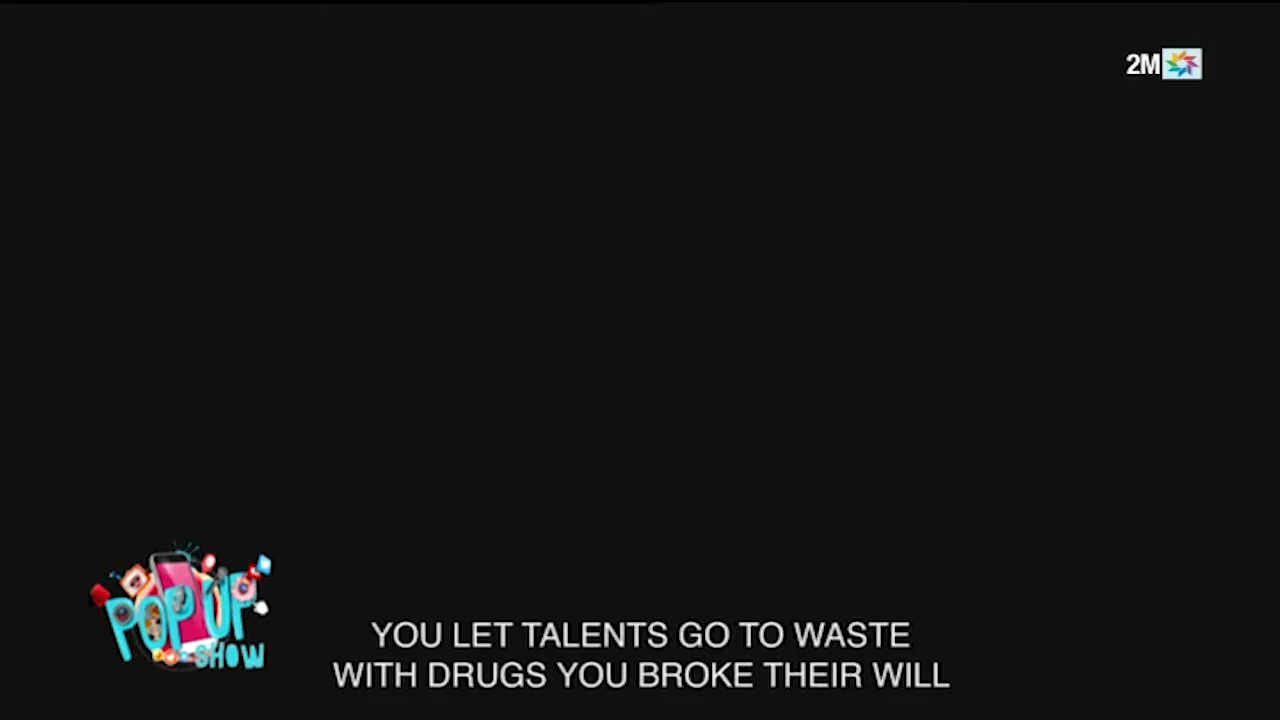 2M
POP UP
SHOW
YOU LET TALENTS GO TO WASTE
WITH DRUGS YOU BROKE THEIR WILL